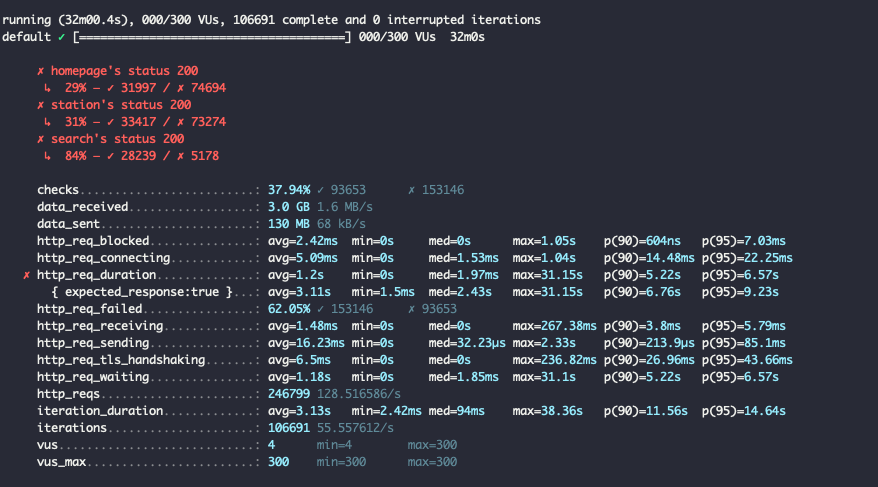 running (32m00.4s), 000/300 VUs, 106691 complete and 0 interrupted iterations
default ✓ [======================================] 000/300 VUs  32m0s
✗ homepage's status 200
↳  29% — ✓ 31997 / ✗ 74694
✗ station's status 200
↳  31% — ✓ 33417 / ✗ 73274
✗ search's status 200
↳  84% — ✓ 28239 / ✗ 5178
checks.........................: 37.94% ✓ 93653      ✗ 153146
data_received..................: 3.0 GB 1.6 MB/s
data_sent......................: 130 MB 68 kB/s
http_req_blocked...............: avg=2.42ms  min=0s     med=0s      max=1.05s    p(90)=604ns   p(95)=7.03ms
http_req_connecting............: avg=5.09ms  min=0s     med=1.53ms  max=1.04s    p(90)=14.48ms p(95)=22.25ms
✗ http_req_duration..............: avg=1.2s    min=0s     med=1.97ms  max=31.15s   p(90)=5.22s   p(95)=6.57s
{ expected_response:true }...: avg=3.11s   min=1.5ms  med=2.43s   max=31.15s   p(90)=6.76s   p(95)=9.23s
http_req_failed................: 62.05% ✓ 153146     ✗ 93653
http_req_receiving.............: avg=1.48ms  min=0s     med=0s      max=267.38ms p(90)=3.8ms   p(95)=5.79ms
http_req_sending...............: avg=16.23ms min=0s     med=32.23µs max=2.33s    p(90)=213.9µs p(95)=85.1ms
http_req_tls_handshaking.......: avg=6.5ms   min=0s     med=0s      max=236.82ms p(90)=26.96ms p(95)=43.66ms
http_req_waiting...............: avg=1.18s   min=0s     med=1.85ms  max=31.1s    p(90)=5.22s   p(95)=6.57s
http_reqs......................: 246799 128.516586/s
iteration_duration.............: avg=3.13s   min=2.42ms med=94ms    max=38.36s   p(90)=11.56s  p(95)=14.64s
iterations.....................: 106691 55.557612/s
vus............................: 4      min=4        max=300
vus_max........................: 300    min=300      max=300